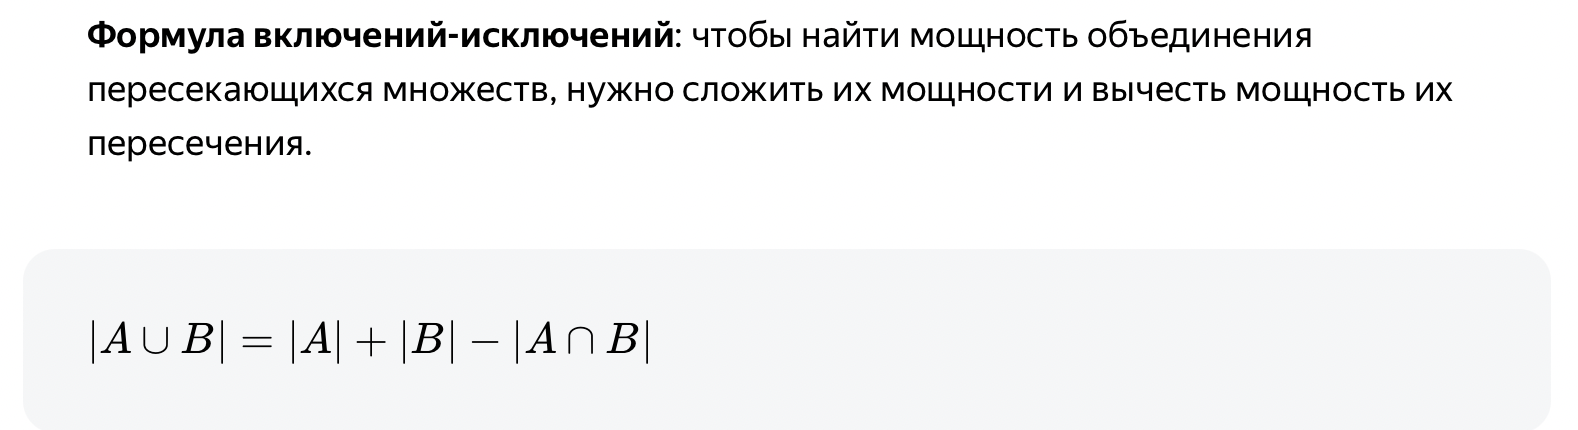 Формула включений-исключений: чтобы найти мощность объединения
пересекающихся множеств, нужно сложить их мощности и вычесть мощность их
пересечения.
|A ∪ B| = |A| + |B| − |A ∩ B|